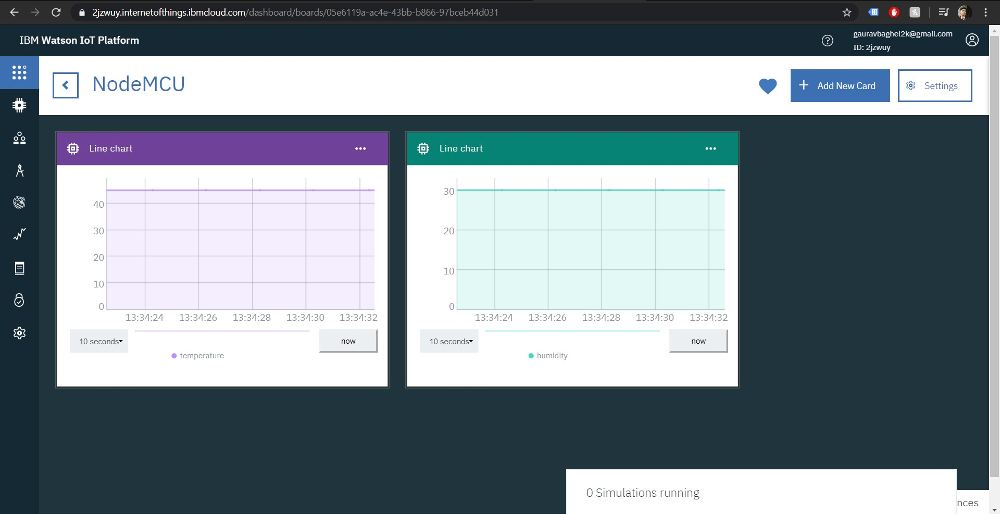 2jzwuy.internetofthings.ibmcloud.com/dashboard/boards/05e6119a-ac4e-43bb-b866-97bceb44d031
IBM Watson IoT Platform
gauravbaghel2k@gmail.com
ID: 2jzwuy
NodeMCU
Add New Card
Settings
Line chart
40
30
20
10
0
13:34:24 13:34:26 13:34:28 13:34:30 13:34:32
10 seconds
now
temperature
Line chart
30
20
10
0
13:34:24 13:34:26 13:34:28 13:34:30 13:34:32
10 seconds
now
humidity
0 Simulations running
nces